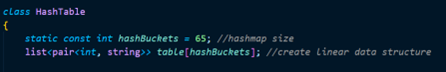 class HashTable
{
static const int hashBuckets = 65; //hashmap size
list<pair<int, string>> table[hashBuckets]; //create linear data structure